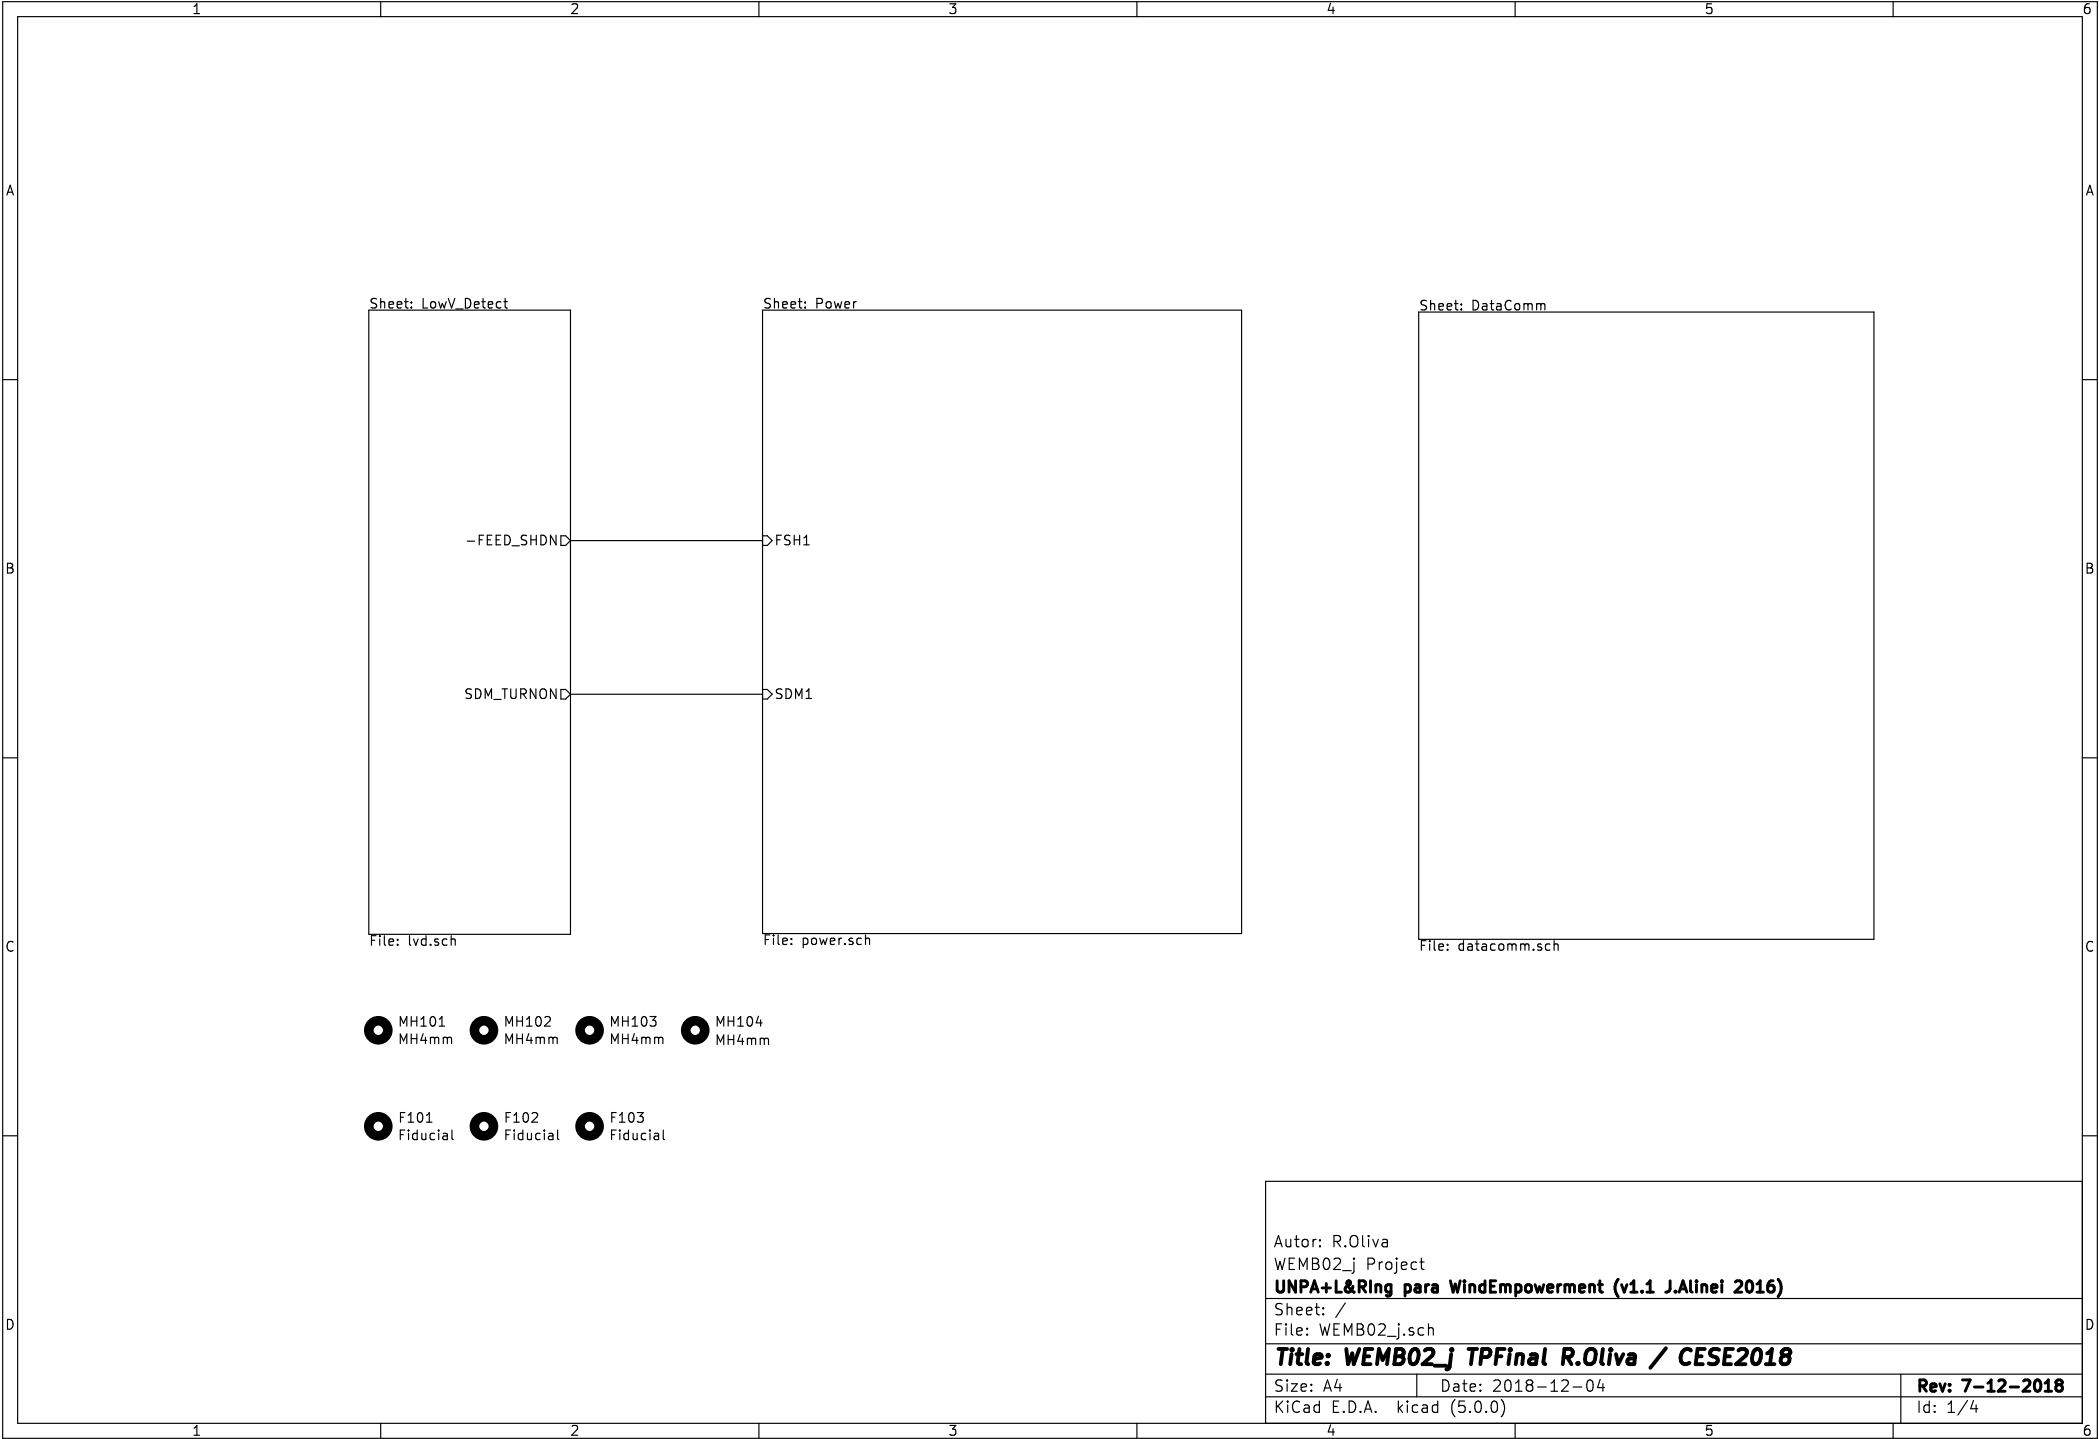 1 2 3 4 5 6
A A
Sheet: LowV_Detect
Sheet: Power
Sheet: DataComm
-FEED_SHDN
FSH1
B B
SDM_TURNON
SDM1
File: lvd.sch
File: power.sch
File: datacomm.sch
C C
MH101
MH4mm
MH102
MH4mm
MH103
MH4mm
MH104
MH4mm
F101
Fiducial
F102
Fiducial
F103
Fiducial
Autor: R.Oliva
WEMB02_j Project
UNPA+L&RIng para WindEmpowerment (v1.1 J.Alinei 2016)
Sheet: /
File: WEMB02_j.sch
D D
Title: WEMB02_j TPFinal R.Oliva / CESE2018
Size: A4 Date: 2018-12-04 Rev: 7-12-2018
KiCad E.D.A. kicad (5.0.0) Id: 1/4
1 2 3 4 5 6